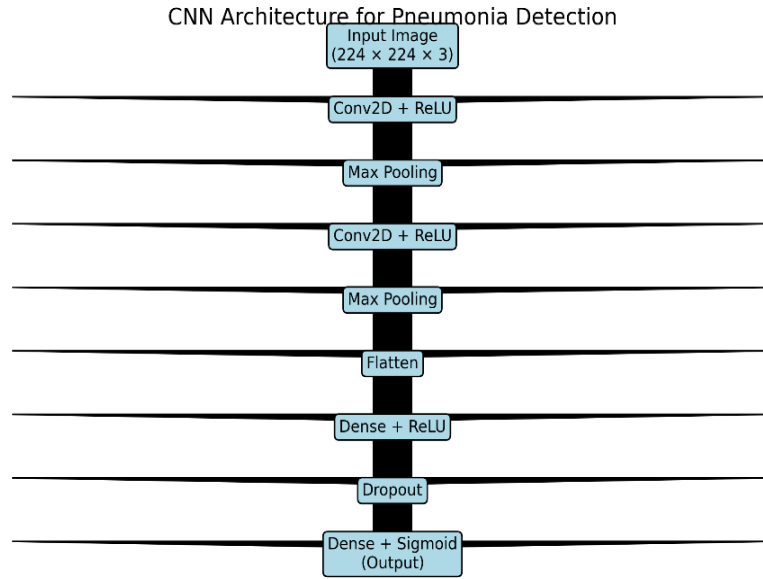 CNN Architecture for Pneumonia Detection
Input Image
(224 × 224 × 3)
Conv2D + ReLU
Max Pooling
Conv2D + ReLU
Max Pooling
Flatten
Dense + ReLU
Dropout
Dense + Sigmoid
(Output)